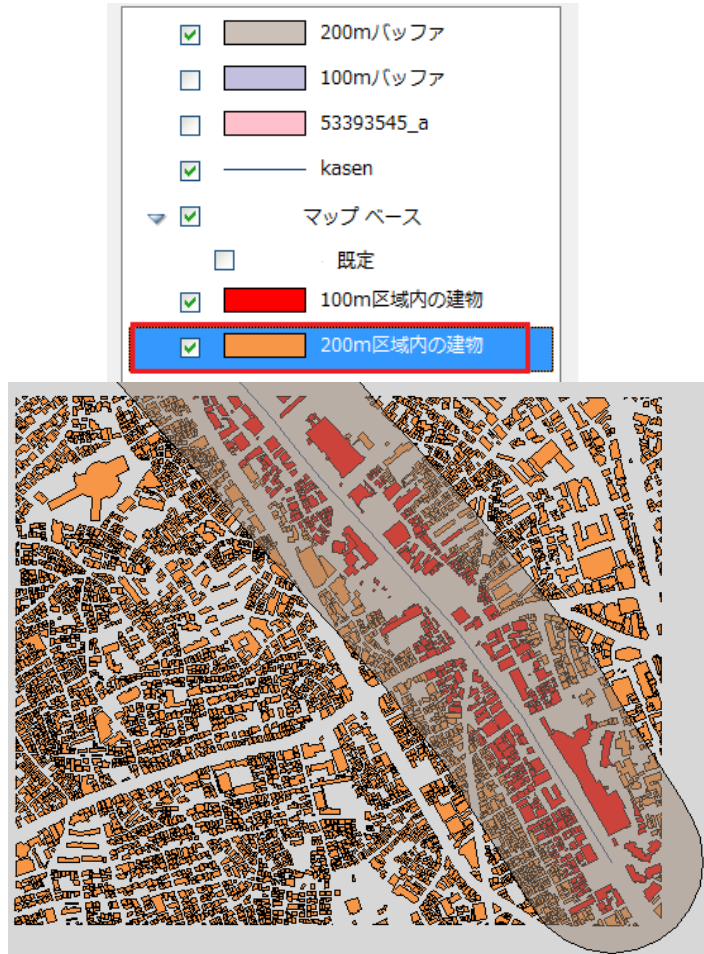 200mバッファ
100mバッファ
53393545_a
kasen
マップ ベース
既定
100m区域内の建物
200m区域内の建物